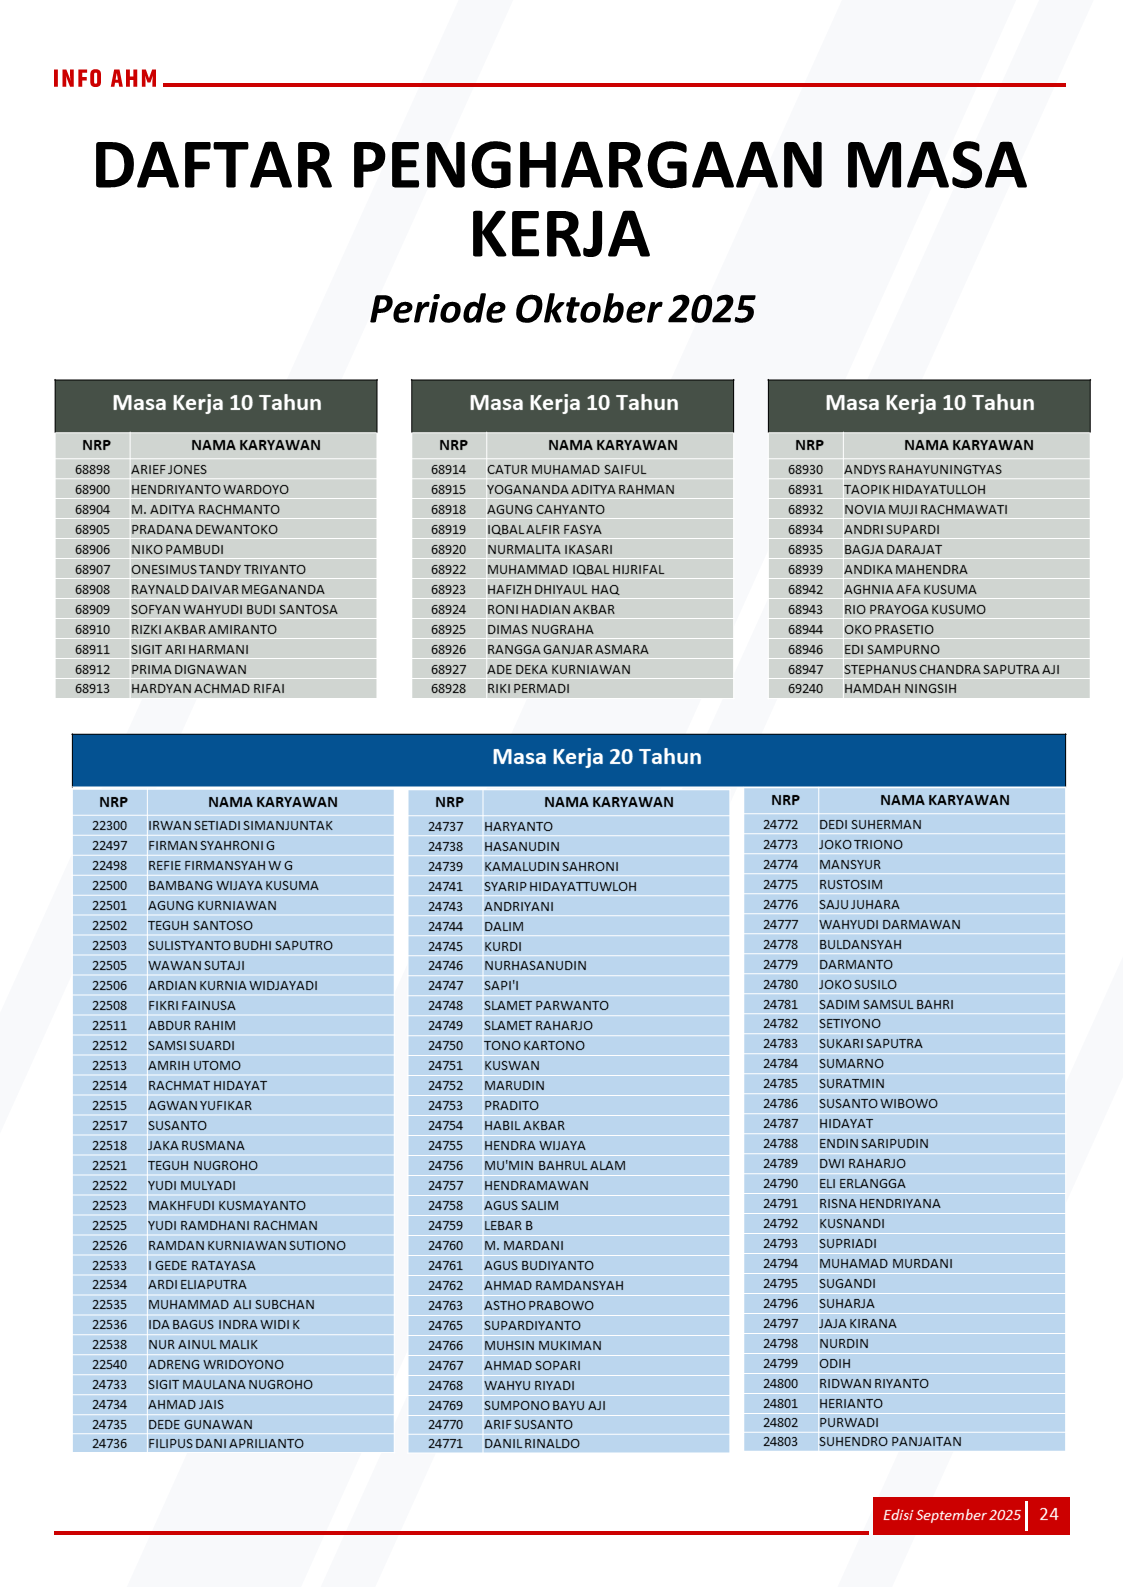 INFO AHM
DAFTAR PENGHARGAAN MASA
KERJA
Periode Oktober 2025
Masa Kerja 10 Tahun
NRP NAMA KARYAWAN
68898 ARIEF JONES
68900 HENDRIYANTO WARDOYO
68904 M. ADITYA RACHMANTO
68905 PRADANA DEWANTOKO
68906 NIKO PAMBUDI
68907 ONESIMUS TANDY TRIYANTO
68908 RAYNALD DAIVAR MEGANANDA
68909 SOFYAN WAHYUDI BUDI SANTOSA
68910 RIZKI AKBAR AMIRANTO
68911 SIGIT ARI HARMANI
68912 PRIMA DIGNAWAN
68913 HARDYAN ACHMAD RIFAI
Masa Kerja 10 Tahun
NRP NAMA KARYAWAN
68914 CATUR MUHAMAD SAIFUL
68915 YOGANANDA ADITYA RAHMAN
68918 AGUNG CAHYANTO
68919 IQBAL ALFIR FASYA
68920 NURMALITA IKASARI
68922 MUHAMMAD IQBAL HIJRIFAL
68923 HAFIZH DHIYAUL HAQ
68924 RONI HADIAN AKBAR
68925 DIMAS NUGRAHA
68926 RANGGA GANJAR ASMARA
68927 ADE DEKA KURNIAWAN
68928 RIKI PERMADI
Masa Kerja 10 Tahun
NRP NAMA KARYAWAN
68930 ANDYS RAHAYUNINGTYAS
68931 TAOPIK HIDAYATULLOH
68932 NOVIA MUJI RACHMAWATI
68934 ANDRI SUPARDI
68935 BAGJA DARAJAT
68939 ANDIKA MAHENDRA
68942 AGHNIA AFA KUSUMA
68943 RIO PRAYOGA KUSUMO
68944 OKO PRASETIO
68946 EDI SAMPURNO
68947 STEPHANUS CHANDRA SAPUTRA AJI
69240 HAMDAH NINGSIH
Masa Kerja 20 Tahun
NRP NAMA KARYAWAN
22300 IRWAN SETIADI SIMANJUNTAK
22497 FIRMAN SYAHRONI G
22498 REFIE FIRMANSYAH W G
22500 BAMBANG WIJAYA KUSUMA
22501 AGUNG KURNIAWAN
22502 TEGUH SANTOSO
22503 SULISTYANTO BUDHI SAPUTRO
22505 WAWAN SUTAJI
22506 ARDIAN KURNIA WIDJAYADI
22508 FIKRI FAINUSA
22511 ABDUR RAHIM
22512 SAMSI SUARDI
22513 AMRIH UTOMO
22514 RACHMAT HIDAYAT
22515 AGWAN YUFIKAR
22517 SUSANTO
22518 JAKA RUSMANA
22521 TEGUH NUGROHO
22522 YUDI MULYADI
22523 MAKHFUDI KUSMAYANTO
22525 YUDI RAMDHANI RACHMAN
22526 RAMDAN KURNIAWAN SUTIONO
22533 I GEDE RATAYASA
22534 ARDI ELIAPUTRA
22535 MUHAMMAD ALI SUBCHAN
22536 IDA BAGUS INDRA WIDI K
22538 NUR AINUL MALIK
22540 ADRENG WRIDOYONO
24733 SIGIT MAULANA NUGROHO
24734 AHMAD JAIS
24735 DEDE GUNAWAN
24736 FILIPUS DANI APRILIANTO
NRP NAMA KARYAWAN
24737 HARYANTO
24738 HASANUDIN
24739 KAMALUDIN SAHRONI
24741 SYARIP HIDAYATTUWLOH
24743 ANDRIYANI
24744 DALIM
24745 KURDI
24746 NURHASANUDIN
24747 SAPI'I
24748 SLAMET PARWANTO
24749 SLAMET RAHARJO
24750 TONO KARTONO
24751 KUSWAN
24752 MARUDIN
24753 PRADITO
24754 HABIL AKBAR
24755 HENDRA WIJAYA
24756 MU'MIN BAHRUL ALAM
24757 HENDRAMAWAN
24758 AGUS SALIM
24759 LEBAR B
24760 M. MARDANI
24761 AGUS BUDIYANTO
24762 AHMAD RAMDANSYAH
24763 ASTHO PRABOWO
24765 SUPARDIYANTO
24766 MUHSIN MUKIMAN
24767 AHMAD SOPARI
24768 WAHYU RIYADI
24769 SUMPONO BAYU AJI
24770 ARIF SUSANTO
24771 DANIL RINALDO
NRP NAMA KARYAWAN
24772 DEDI SUHERMAN
24773 JOKO TRIONO
24774 MANSYUR
24775 RUSTOSIM
24776 SAJU JUHARA
24777 WAHYUDI DARMAWAN
24778 BULDANSYAH
24779 DARMANTO
24780 JOKO SUSILO
24781 SADIM SAMSUL BAHRI
24782 SETIYONO
24783 SUKARI SAPUTRA
24784 SUMARNO
24785 SURATMIN
24786 SUSANTO WIBOWO
24787 HIDAYAT
24788 ENDIN SARIPUDIN
24789 DWI RAHARJO
24790 ELI ERLANGGA
24791 RISNA HENDRIYANA
24792 KUSNANDI
24793 SUPRIADI
24794 MUHAMAD MURDANI
24795 SUGANDI
24796 SUHARJA
24797 JAJA KIRANA
24798 NURDIN
24799 ODIH
24800 RIDWAN RIYANTO
24801 HERIANTO
24802 PURWADI
24803 SUHENDRO PANJAITAN
Edisi September 2025 24